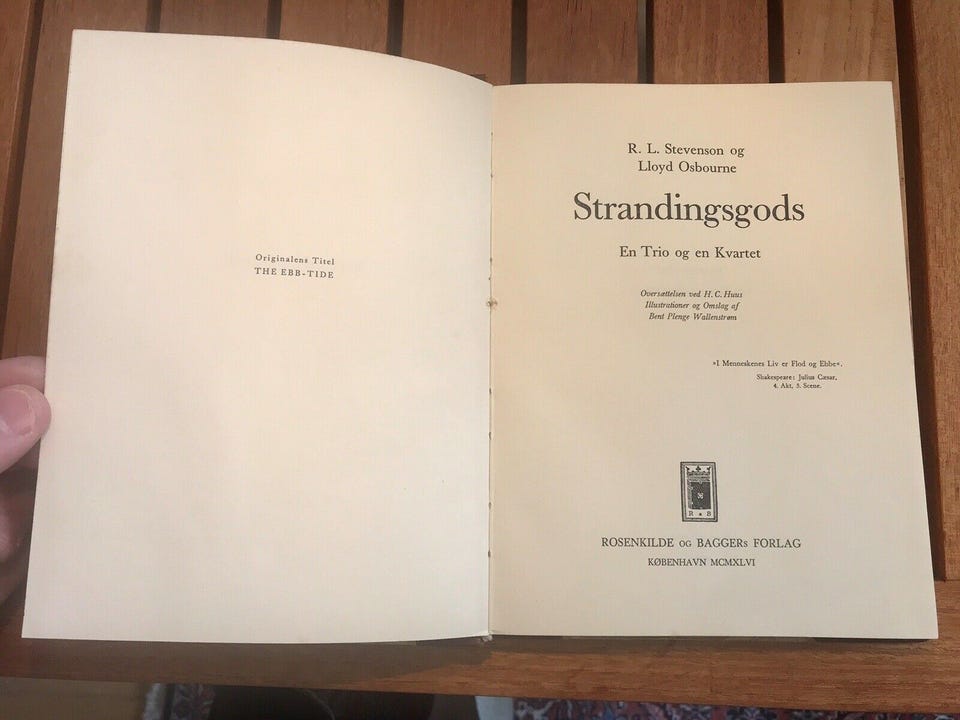 Originalens Titel
THE EBB-TIDE
R. L. Stevenson og
Lloyd Osbourne
Strandingsgods
En Trio og en Kvartet
Oversættelsen ved H. C. Huus
Illustrationer og Omslag af
Bent Plenge Wallenstrøm
»I Menneskenes Liv er Flod og Ebbe«.
Shakespeare: Julius Cæsar,
4. Akt, 3. Scene.
R ★ B
ROSENKILDE OG BAGGERs FORLAG
KØBENHAVN MCMXLVI